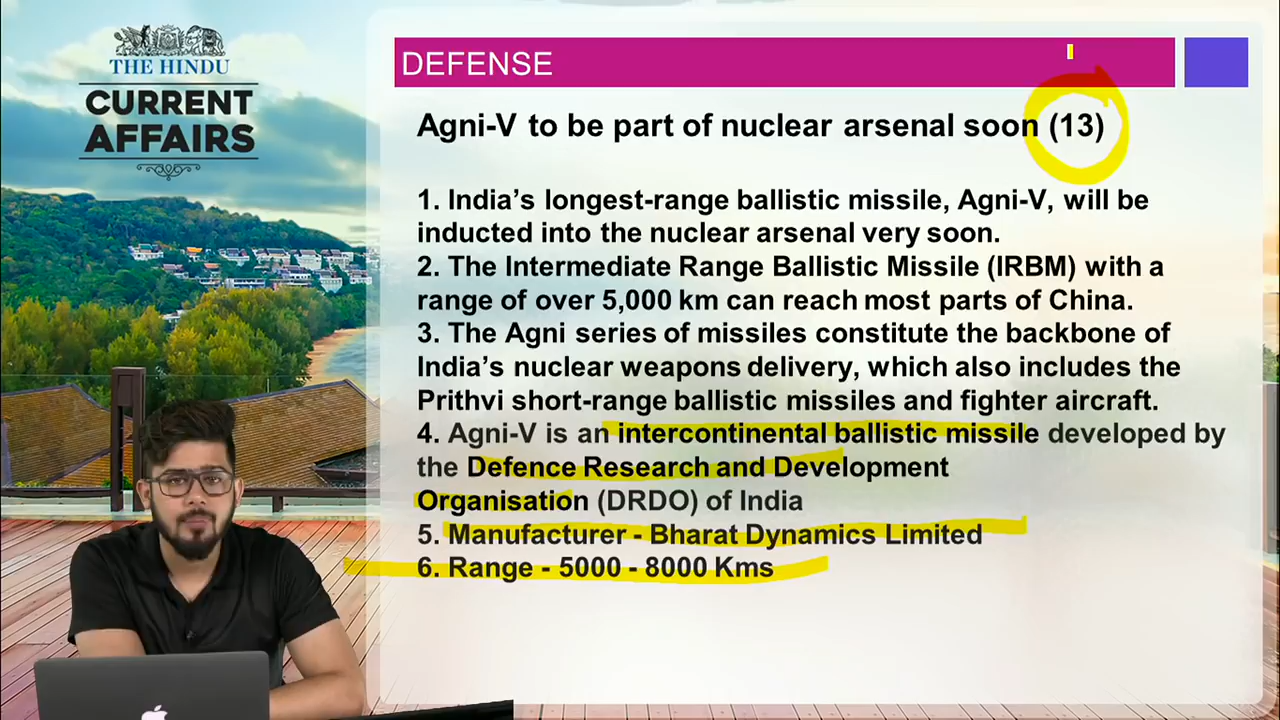 THE HINDU
CURRENT
AFFAIRS
DEFENSE
Agni-V to be part of nuclear arsenal soon (13)
1. India's longest-range ballistic missile, Agni-V, will be
inducted into the nuclear arsenal very soon.
2. The Intermediate Range Ballistic Missile (IRBM) with a
range of over 5,000 km can reach most parts of China.
3. The Agni series of missiles constitute the backbone of
India's nuclear weapons delivery, which also includes the
Prithvi short-range ballistic missiles and fighter aircraft.
4. Agni-V is an intercontinental ballistic missile developed by
the Defence Research and Development
Organisation (DRDO) of India
5. Manufacturer - Bharat Dynamics Limited
6. Range - 5000 - 8000 Kms